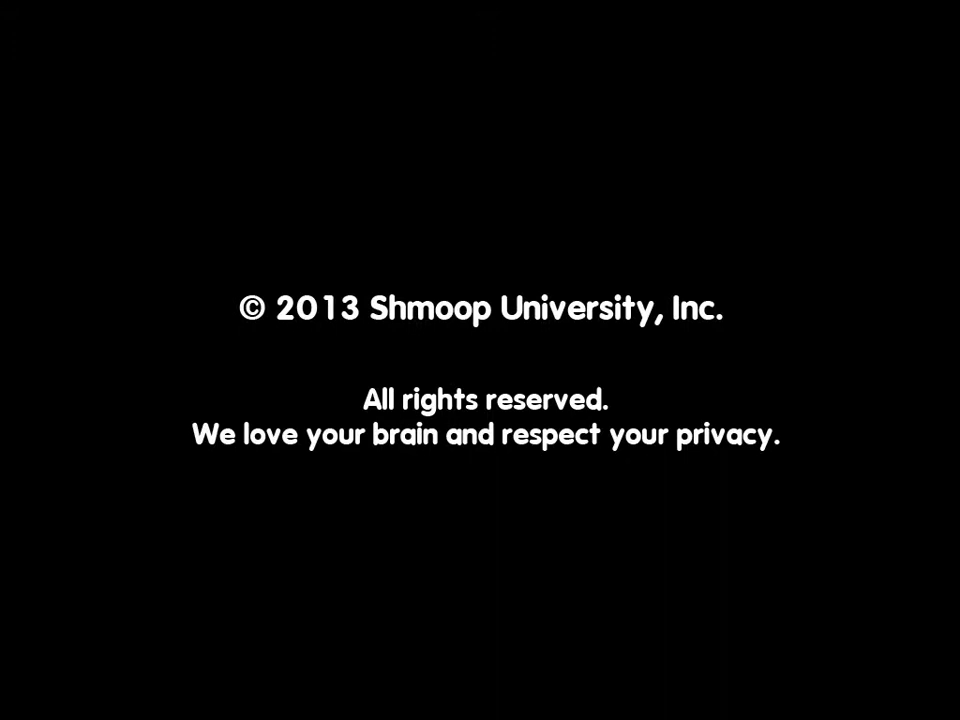 © 2013 Shmoop University, Inc.
All rights reserved.
We love your brain and respect your privacy.